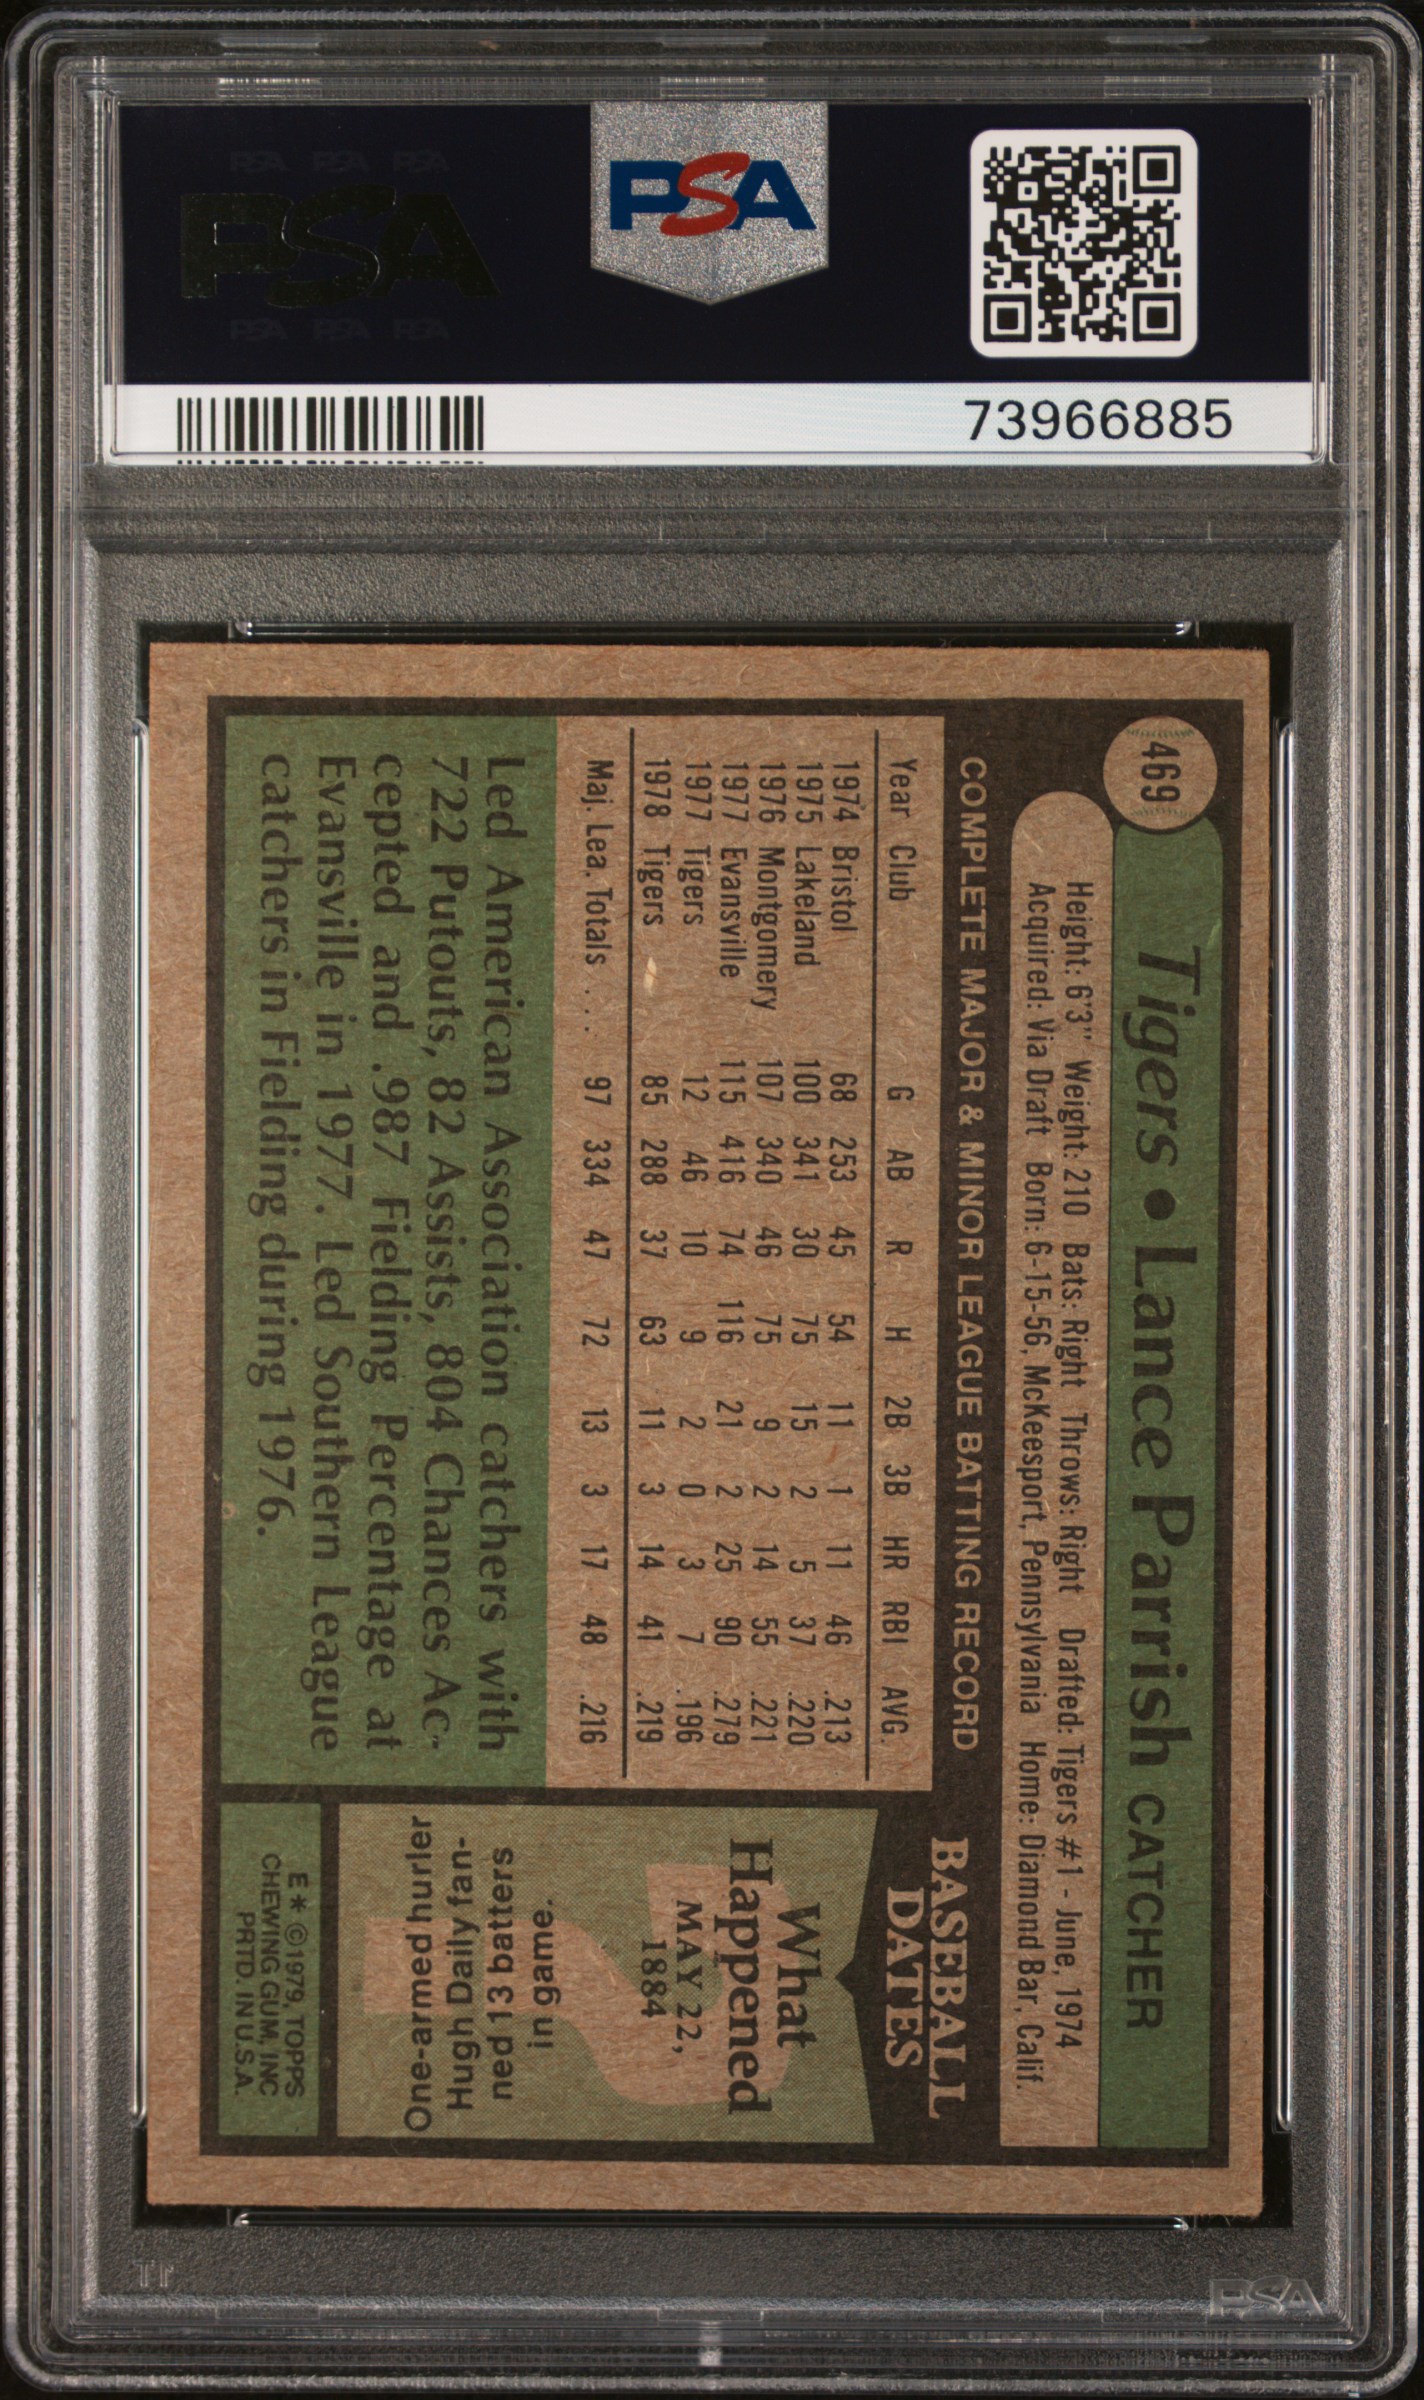 PSA PSA PSA
PSA
PSA PSA PSA
PSA
73966885
469
Tigers • Lance Parrish CATCHER
Height: 6'3" Weight: 210 Bats: Right Throws: Right Drafted: Tigers #1 - June, 1974
Acquired: Via Draft Born: 6-15-56, McKeesport, Pennsylvania Home: Diamond Bar, Calif.
COMPLETE MAJOR & MINOR LEAGUE BATTING RECORD
Year Club G AB R H 2B 3B HR RBI AVG.
1974 Bristol 68 253 45 54 11 1 11 46 .213
1975 Lakeland 100 341 30 75 15 2 5 37 .220
1976 Montgomery 107 340 46 75 9 2 14 55 .221
1977 Evansville 115 416 74 116 21 2 25 90 .279
1977 Tigers 12 46 10 9 2 0 3 7 .196
1978 Tigers 85 288 37 63 11 3 14 41 .219
Maj. Lea. Totals . . . 97 334 47 72 13 3 17 48 .216
Led American Association catchers with
722 Putouts, 82 Assists, 804 Chances Ac-
cepted and .987 Fielding Percentage at
Evansville in 1977. Led Southern League
catchers in Fielding during 1976.
BASEBALL
DATES
What
Happened
MAY 22,
1884
One-armed hurler
Hugh Daily fan-
ned 13 batters
in game.
E* ©1979, TOPPS
CHEWING GUM, INC
PRTD. IN U.S.A.
PSA